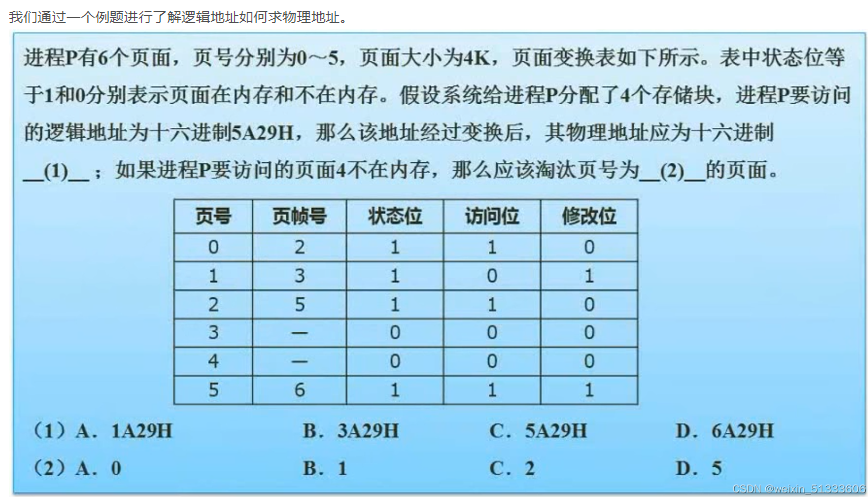 我们通过一个例题进行了解逻辑地址如何求物理地址。
进程P有6个页面，页号分别为0～5，页面大小为4K，页面变换表如下所示。表中状态位等
于1和0分别表示页面在内存和不在内存。假设系统给进程P分配了4个存储块，进程P要访问
的逻辑地址为十六进制5A29H，那么该地址经过变换后，其物理地址应为十六进制
__(1)__；如果进程P要访问的页面4不在内存，那么应该淘汰页号为__(2)__的页面。
页号 页帧号 状态位 访问位 修改位
0 2 1 1 0
1 3 1 0 1
2 5 1 1 0
3 — 0 0 0
4 — 0 0 0
5 6 1 1 1
（1）A．1A29H B．3A29H C．5A29H D．6A29H
（2）A．0 B．1 C．2 D．5
CSDN @weixin_51333606